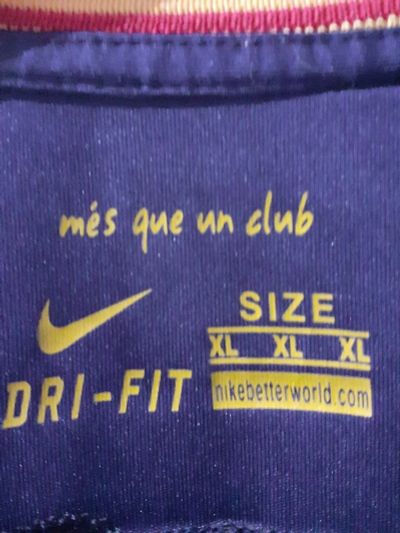 més que un club
SIZE
XL XL XL
DRI-FIT
nikebetterworld.com